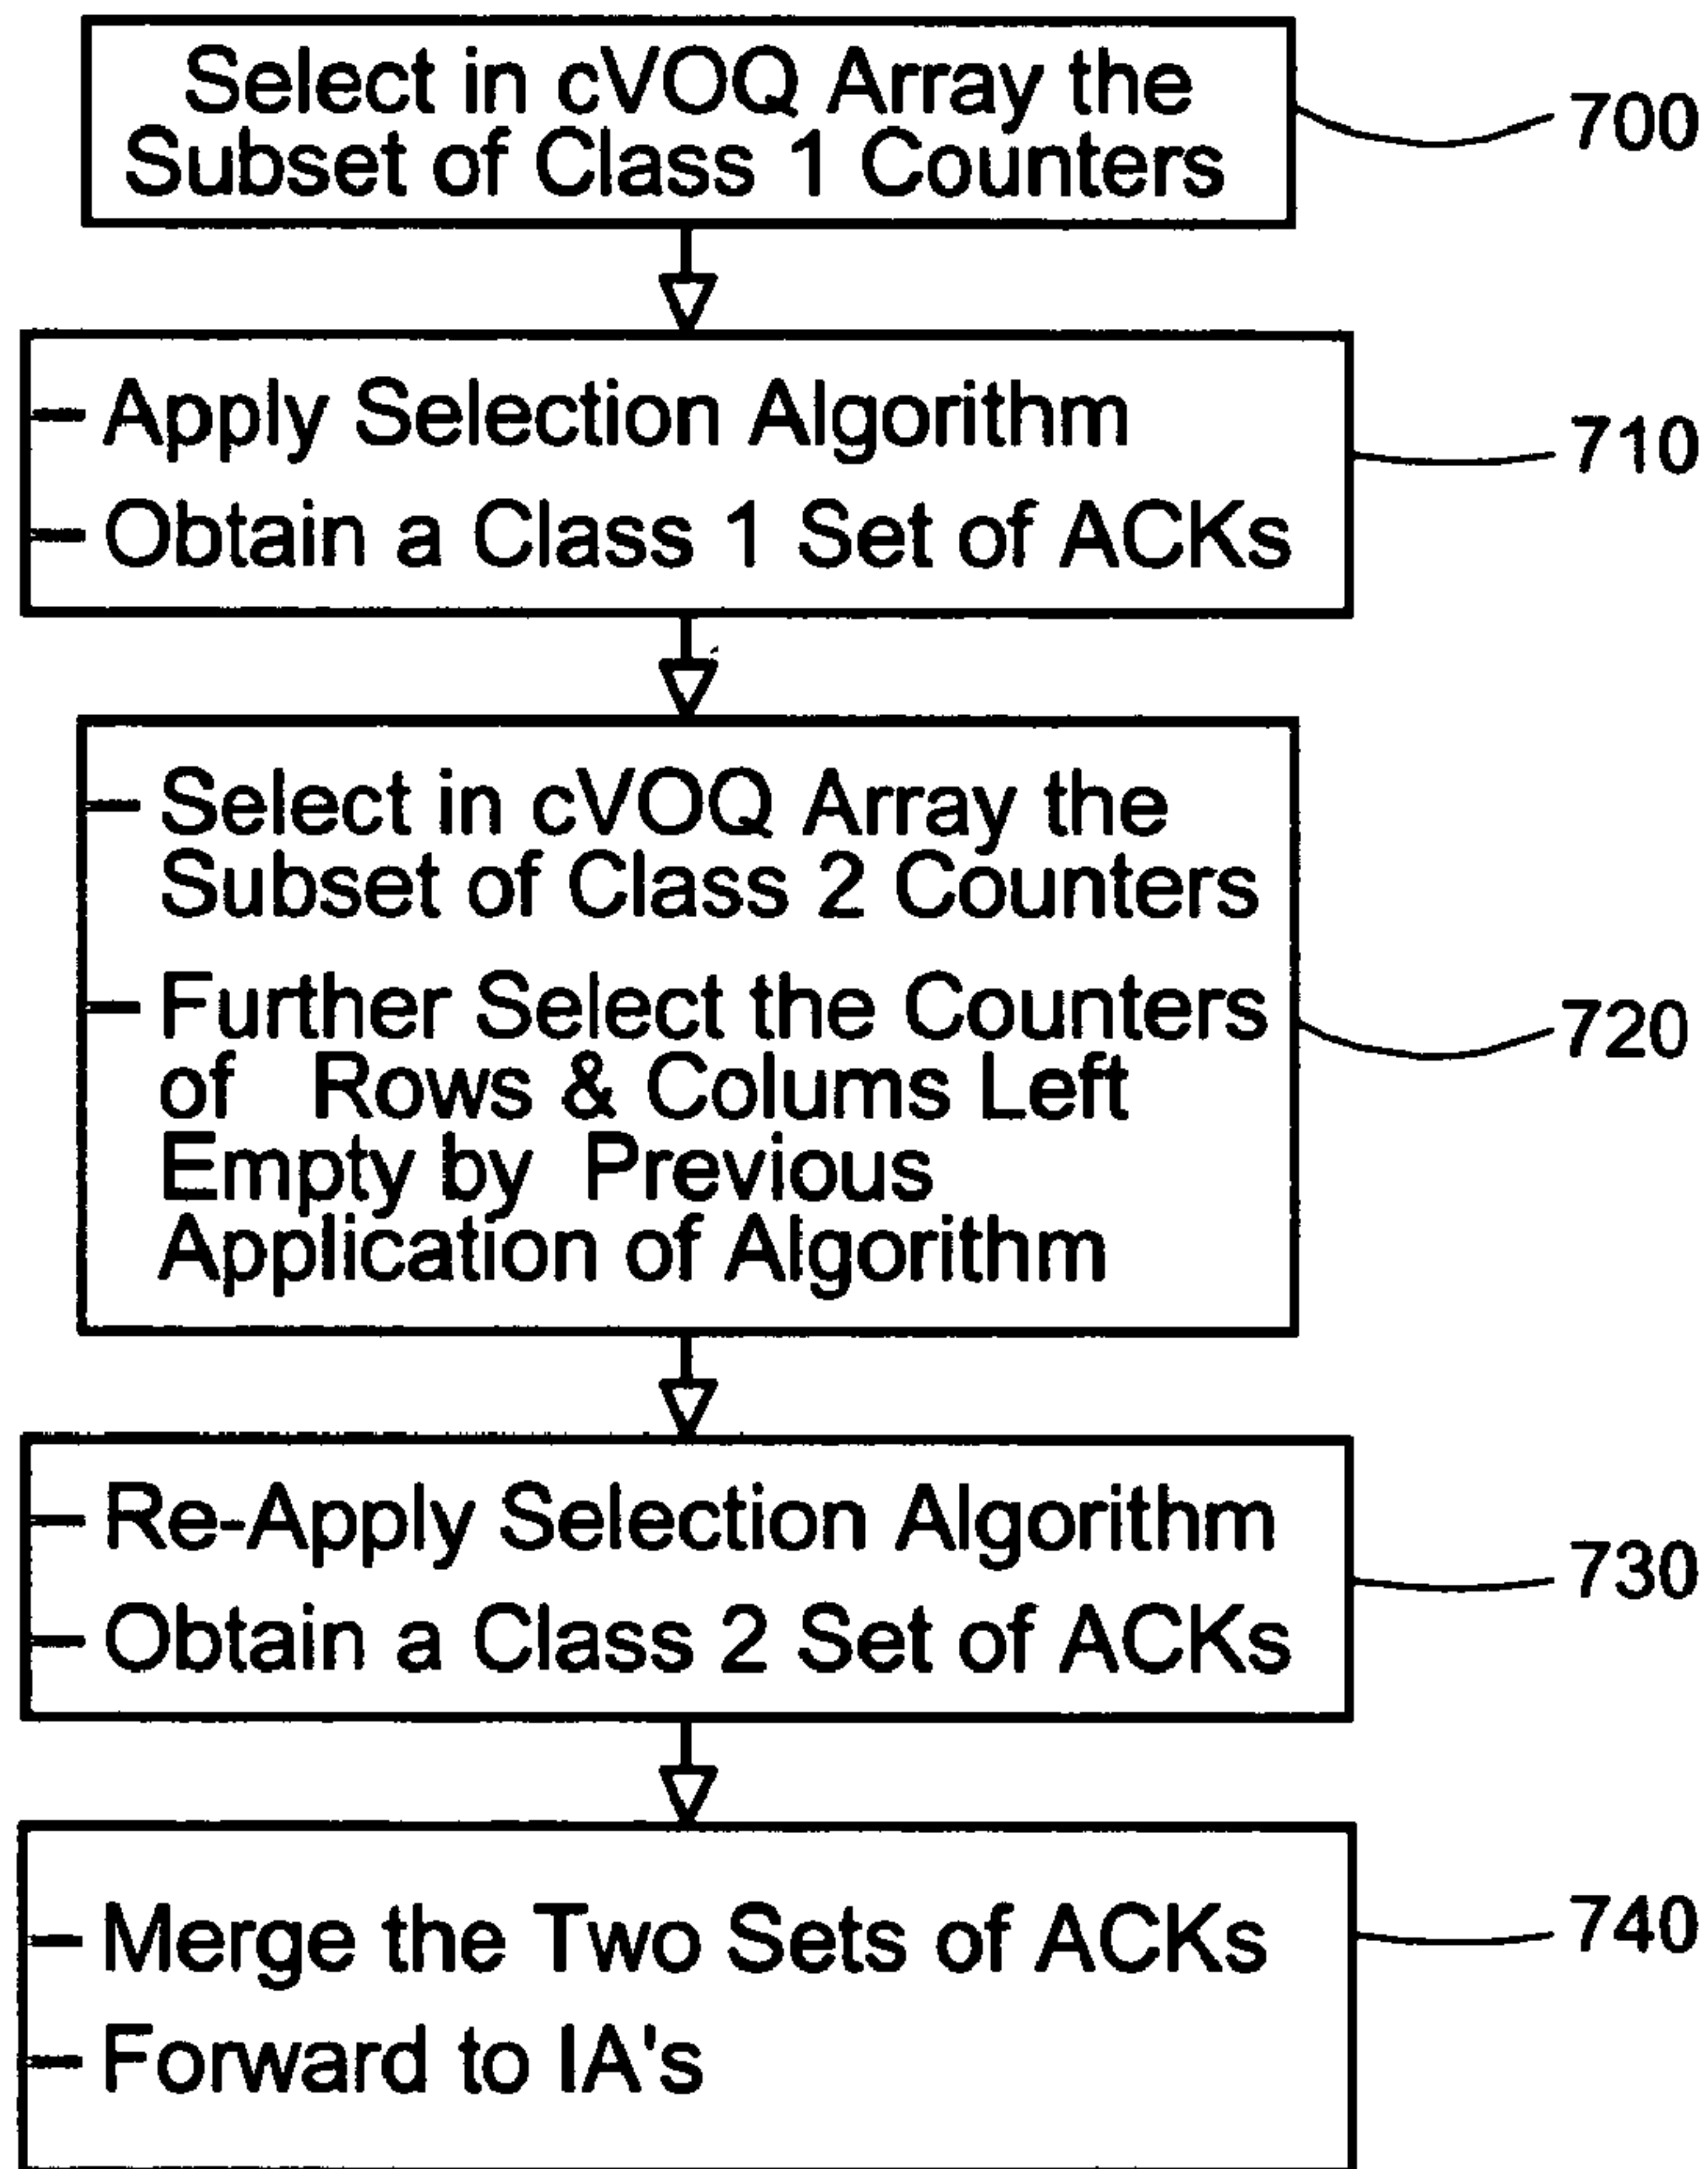 Select in cVOQ Array the
Subset of Class 1 Counters
700
Apply Selection Algorithm
Obtain a Class 1 Set of ACKs
710
Select in cVOQ Array the
Subset of Class 2 Counters
Further Select the Counters
of Rows & Colums Left
Empty by Previous
Application of Algorithm
720
Re-Apply Selection Algorithm
Obtain a Class 2 Set of ACKs
730
Merge the Two Sets of ACKs
Forward to IA's
740